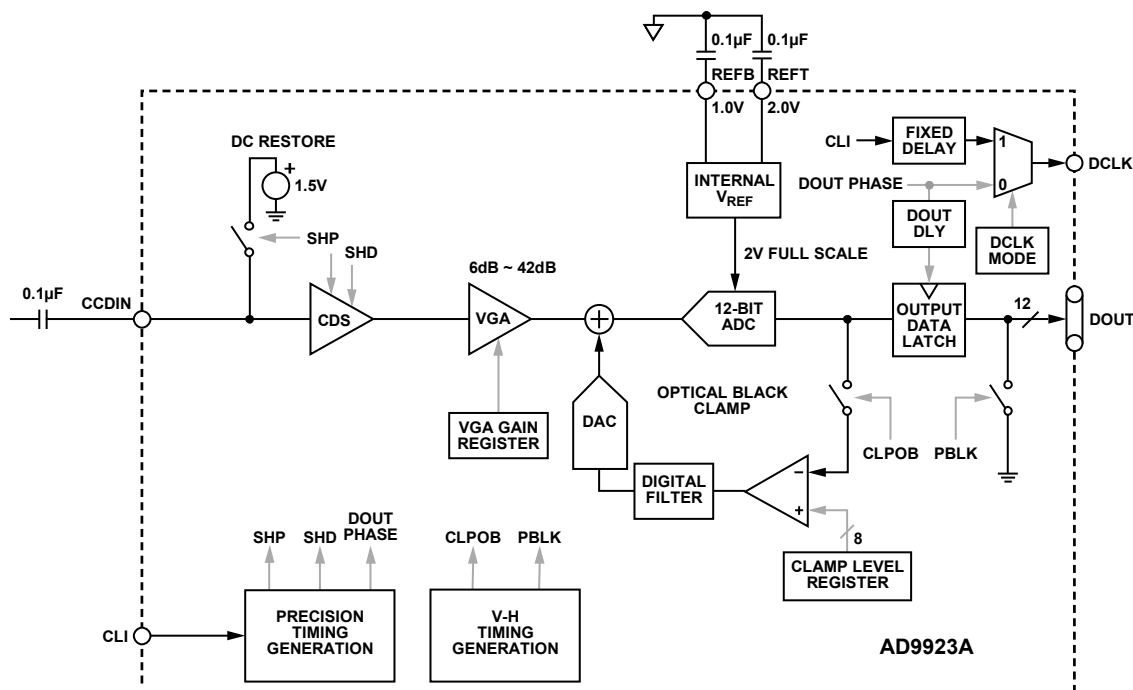 0.1µF 0.1µF
REFB REFT
1.0V 2.0V
DC RESTORE
+
1.5V
CLI
FIXED
DELAY
1
DCLK
DOUT PHASE
0
INTERNAL
VREF
DOUT
DLY
DCLK
MODE
SHP
SHD
2V FULL SCALE
6dB ~ 42dB
0.1µF
CCDIN
CDS
VGA
+
12-BIT
ADC
OUTPUT
DATA
LATCH
12
DOUT
OPTICAL BLACK
CLAMP
VGA GAIN
REGISTER
DAC
CLPOB
PBLK
DIGITAL
FILTER
–
+
8
CLAMP LEVEL
REGISTER
SHP
SHD
DOUT
PHASE
CLPOB
PBLK
CLI
PRECISION
TIMING
GENERATION
V-H
TIMING
GENERATION
AD9923A